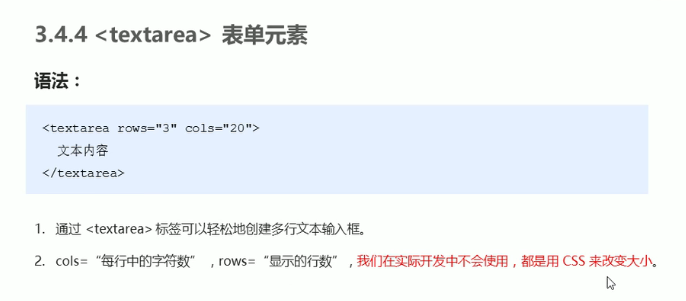 3.4.4 <textarea> 表单元素
语法：
<textarea rows="3" cols="20">
文本内容
</textarea>
1. 通过 <textarea> 标签可以轻松地创建多行文本输入框。
2. cols=“每行中的字符数” ，rows=“显示的行数”，我们在实际开发中不会使用，都是用 CSS 来改变大小。